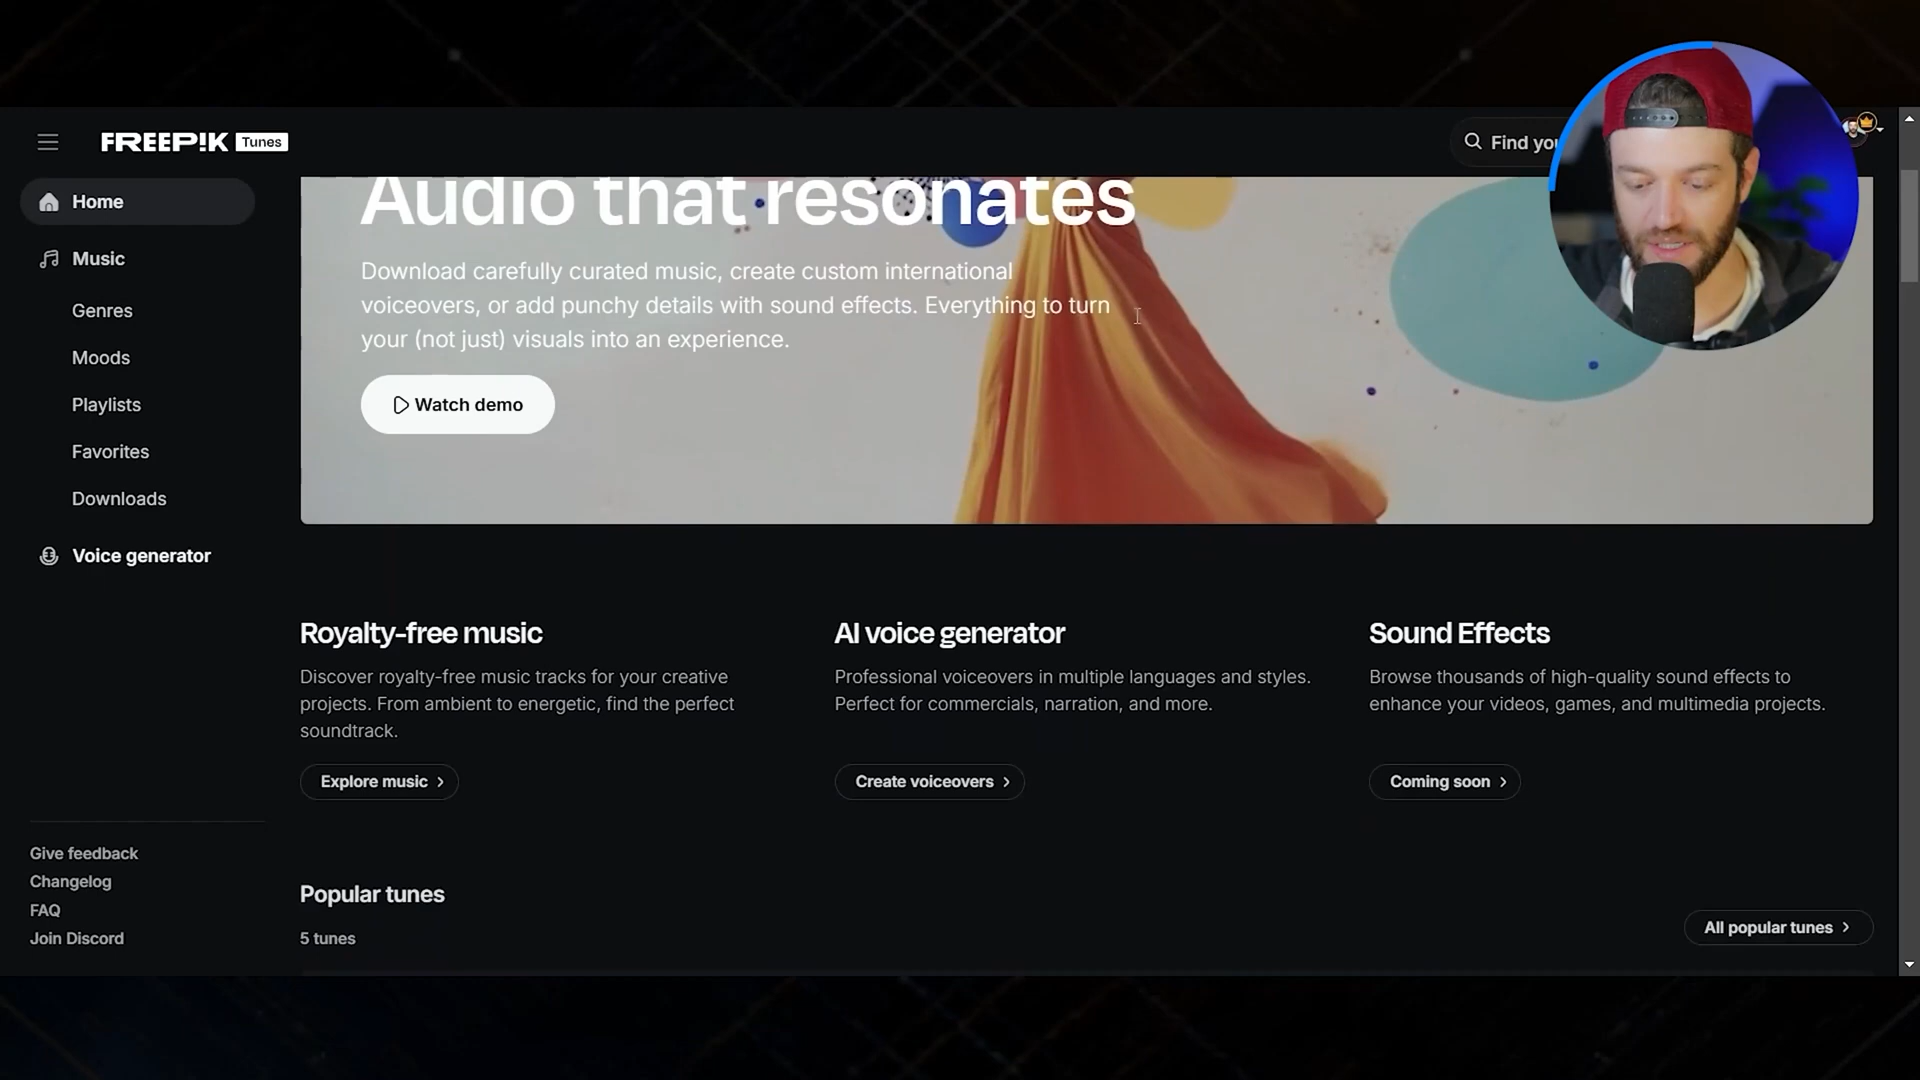 FREEPIK Tunes
Find you
Home
Music
Genres
Moods
Playlists
Favorites
Downloads
Voice generator
Give feedback
Changelog
FAQ
Join Discord
Audio that resonates
Download carefully curated music, create custom international
voiceovers, or add punchy details with sound effects. Everything to turn
your (not just) visuals into an experience.
Watch demo
Royalty-free music
Discover royalty-free music tracks for your creative
projects. From ambient to energetic, find the perfect
soundtrack.
Explore music
AI voice generator
Professional voiceovers in multiple languages and styles.
Perfect for commercials, narration, and more.
Create voiceovers
Sound Effects
Browse thousands of high-quality sound effects to
enhance your videos, games, and multimedia projects.
Coming soon
Popular tunes
5 tunes
All popular tunes